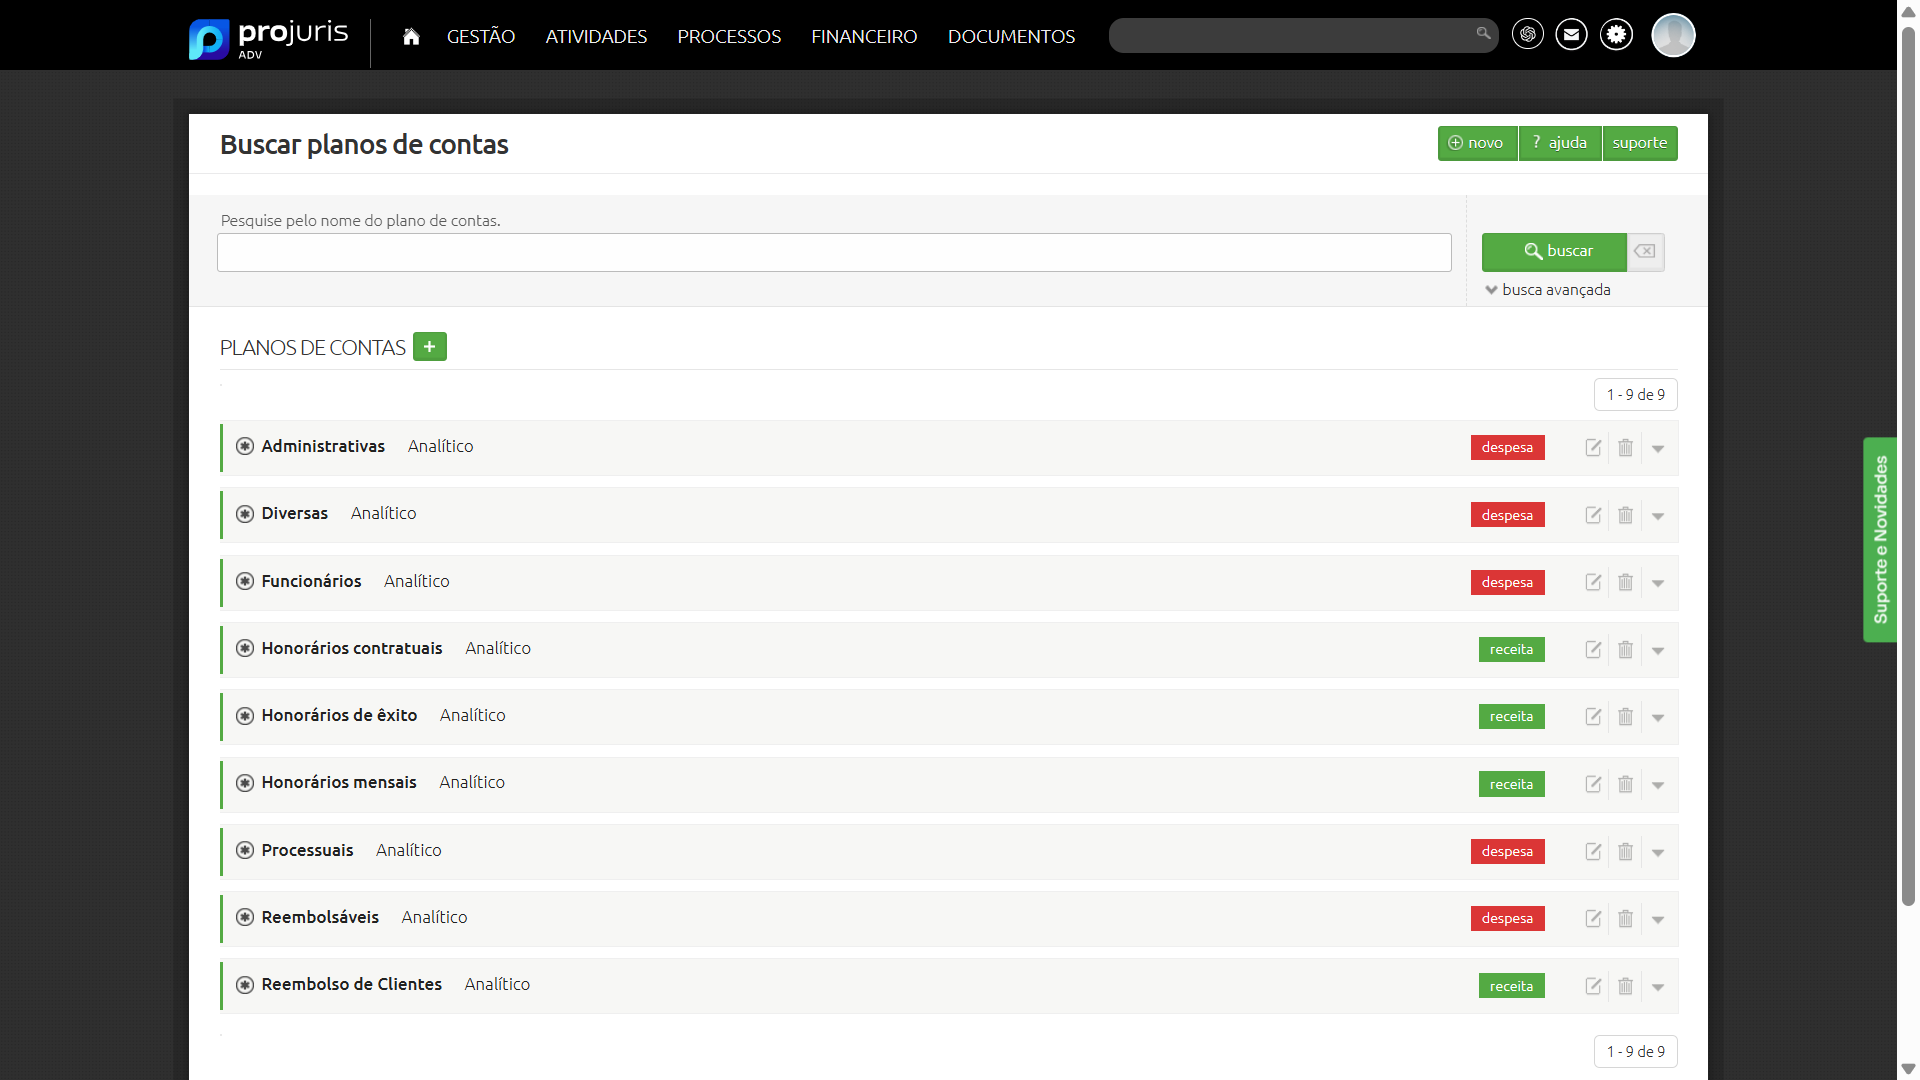 projuris
ADV
GESTÃO
ATIVIDADES
PROCESSOS
FINANCEIRO
DOCUMENTOS
Buscar planos de contas
novo
? ajuda
suporte
Pesquise pelo nome do plano de contas.
buscar
busca avançada
PLANOS DE CONTAS +
1 - 9 de 9
Administrativas Analítico despesa
Diversas Analítico despesa
Funcionários Analítico despesa
Honorários contratuais Analítico receita
Honorários de êxito Analítico receita
Honorários mensais Analítico receita
Processuais Analítico despesa
Reembolsáveis Analítico despesa
Reembolso de Clientes Analítico receita
1 - 9 de 9
Suporte e Novidades